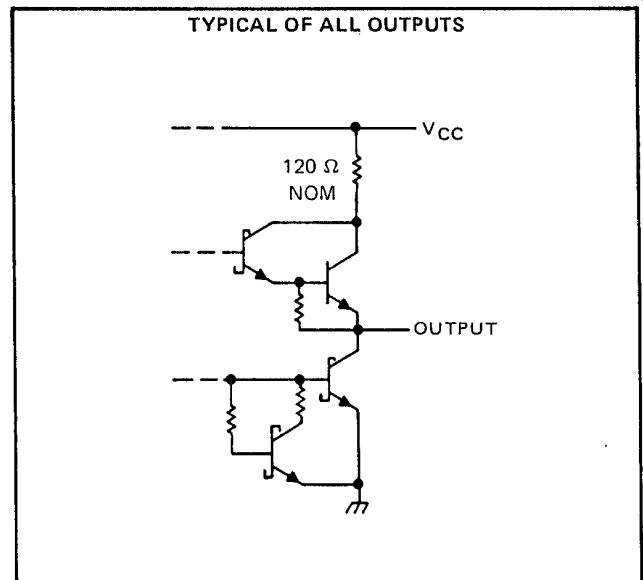 TYPICAL OF ALL OUTPUTS
VCC
120 Ω
NOM
OUTPUT